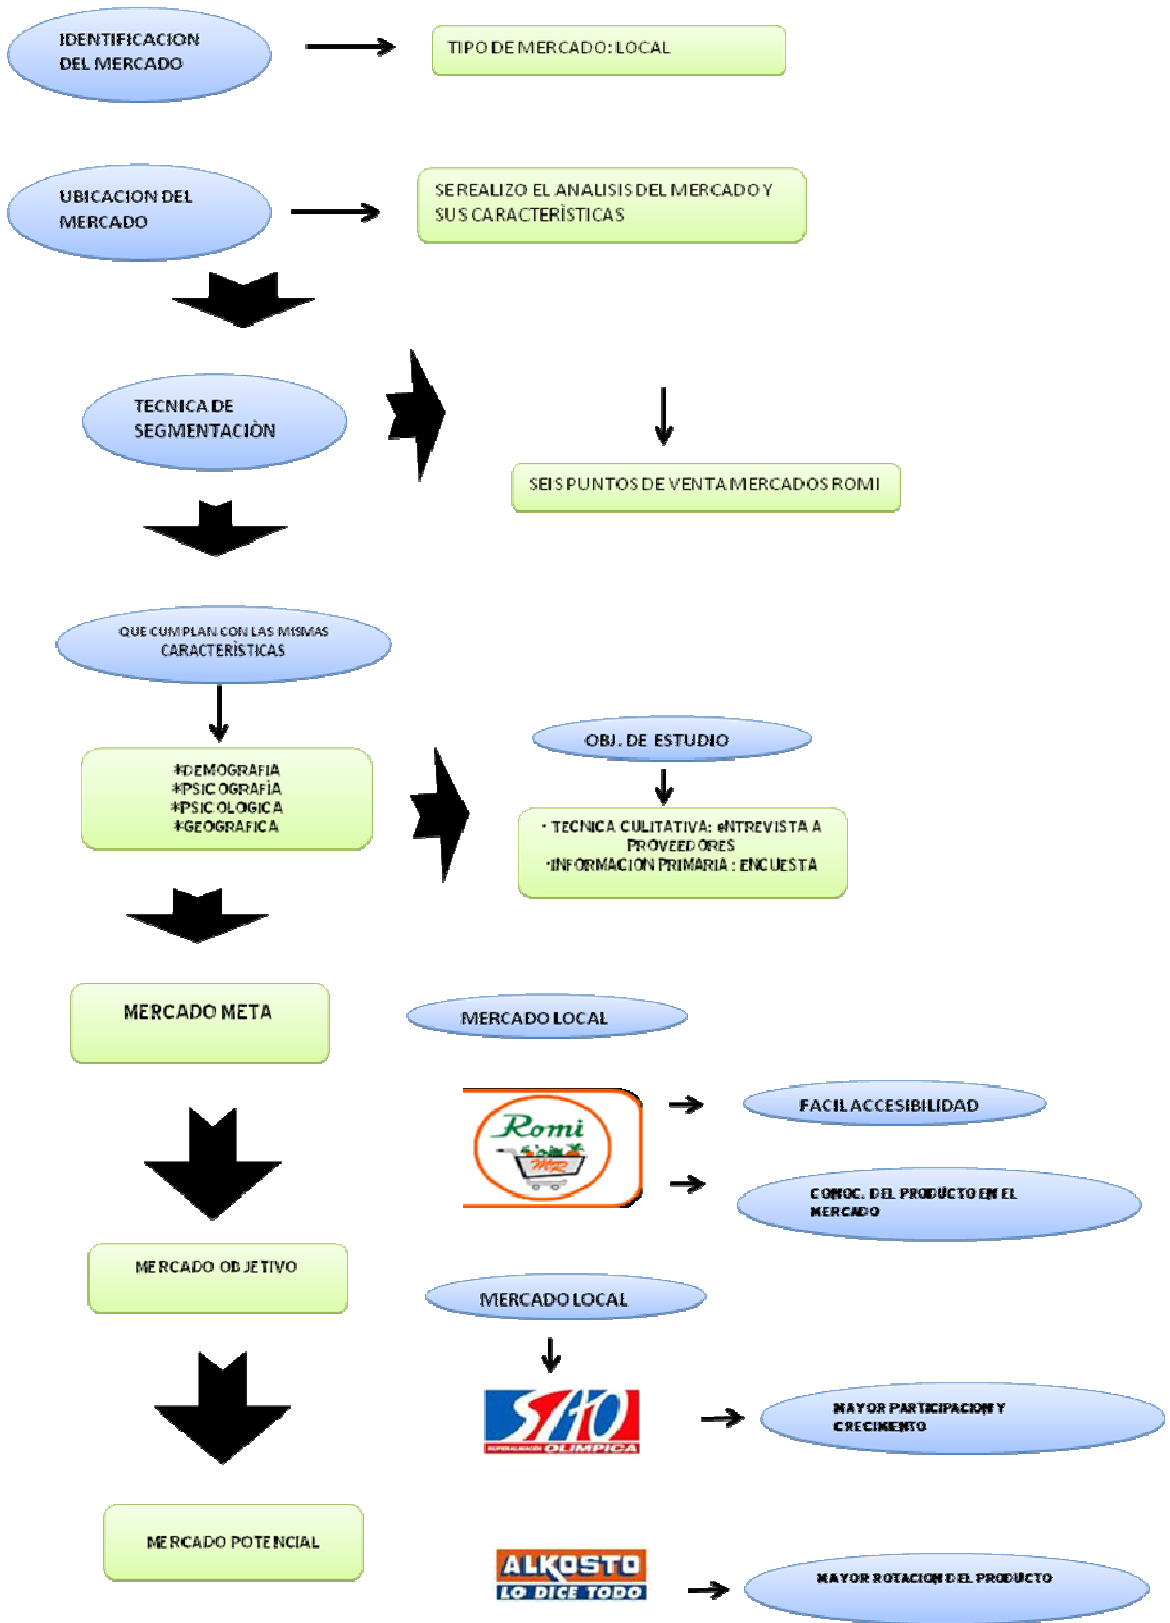 IDENTIFICACION
DEL MERCADO
TIPO DE MERCADO: LOCAL
UBICACION DEL
MERCADO
SE REALIZO EL ANALISIS DEL MERCADO Y
SUS CARACTERÌSTICAS
TECNICA DE
SEGMENTACIÒN
SEIS PUNTOS DE VENTA MERCADOS ROMI
QUE CUMPLAN CON LAS MISMAS
CARACTERÌSTICAS
*DEMOGRAFIA
*PSICOGRAFÌA
*PSICOLOGICA
*GEOGRAFICA
OBJ. DE ESTUDIO
· TECNICA CULITATIVA: eNTREVISTA A
PROVEEDORES
·INFORMACION PRIMARIA : ENCUESTA
MERCADO META
MERCADO LOCAL
Romi
MR
FACIL ACCESIBILIDAD
CONOC. DEL PRODUCTO EN EL
MERCADO
MERCADO OBJETIVO
MERCADO LOCAL
STAO
SUPERALMACEN OLIMPICA
MAYOR PARTICIPACION Y
CRECIMIENTO
MERCADO POTENCIAL
ALKOSTO
LO DICE TODO
MAYOR ROTACION DEL PRODUCTO